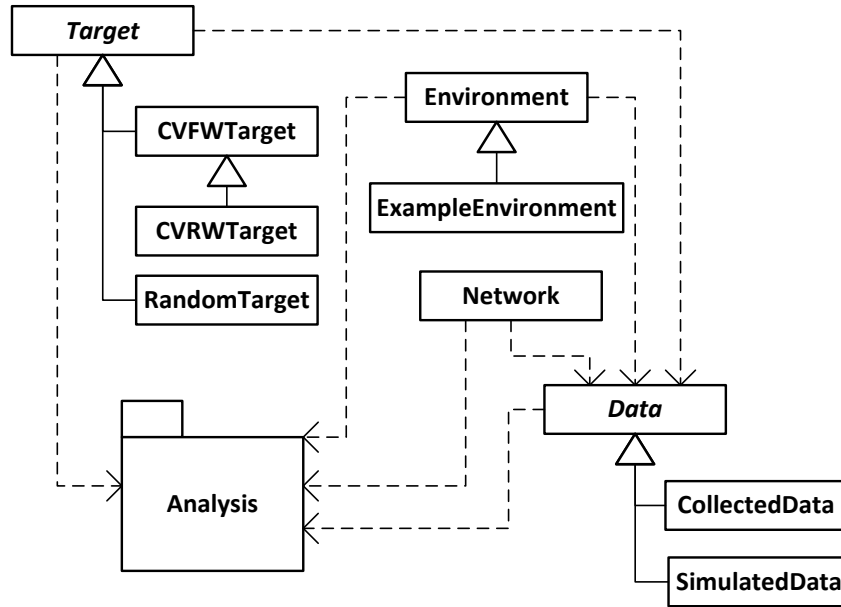 Target
Environment
CVFWTarget
ExampleEnvironment
CVRWTarget
Network
RandomTarget
Data
Analysis
CollectedData
SimulatedData